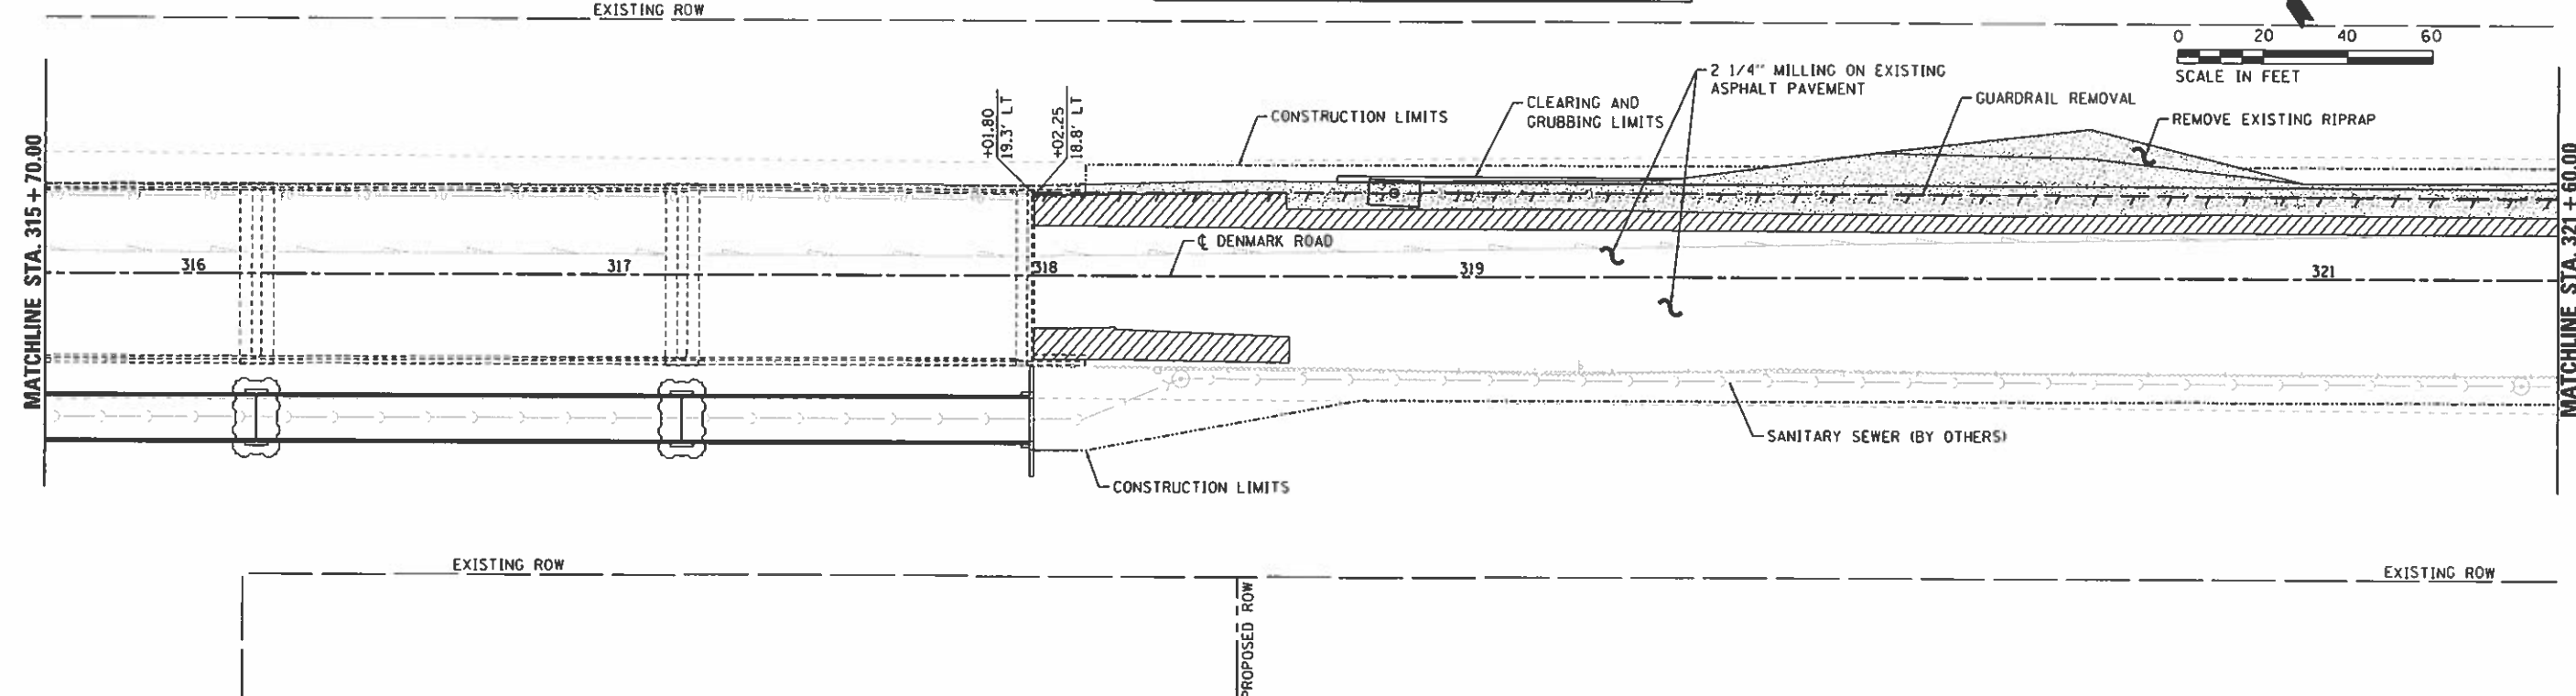 EXISTING ROW
0 20 40 60
SCALE IN FEET
2 1/4" MILLING ON EXISTING
ASPHALT PAVEMENT
CLEARING AND
GRUBBING LIMITS
GUARDRAIL REMOVAL
CONSTRUCTION LIMITS
REMOVE EXISTING RIPRAP
+01.80
19.3' LT
+02.25
18.8' LT
MATCHLINE STA. 315 + 70.00
MATCHLINE STA. 321 + 60.00
℄ DENMARK ROAD
316
317
318
319
321
SANITARY SEWER (BY OTHERS)
CONSTRUCTION LIMITS
EXISTING ROW
EXISTING ROW
PROPOSED ROW